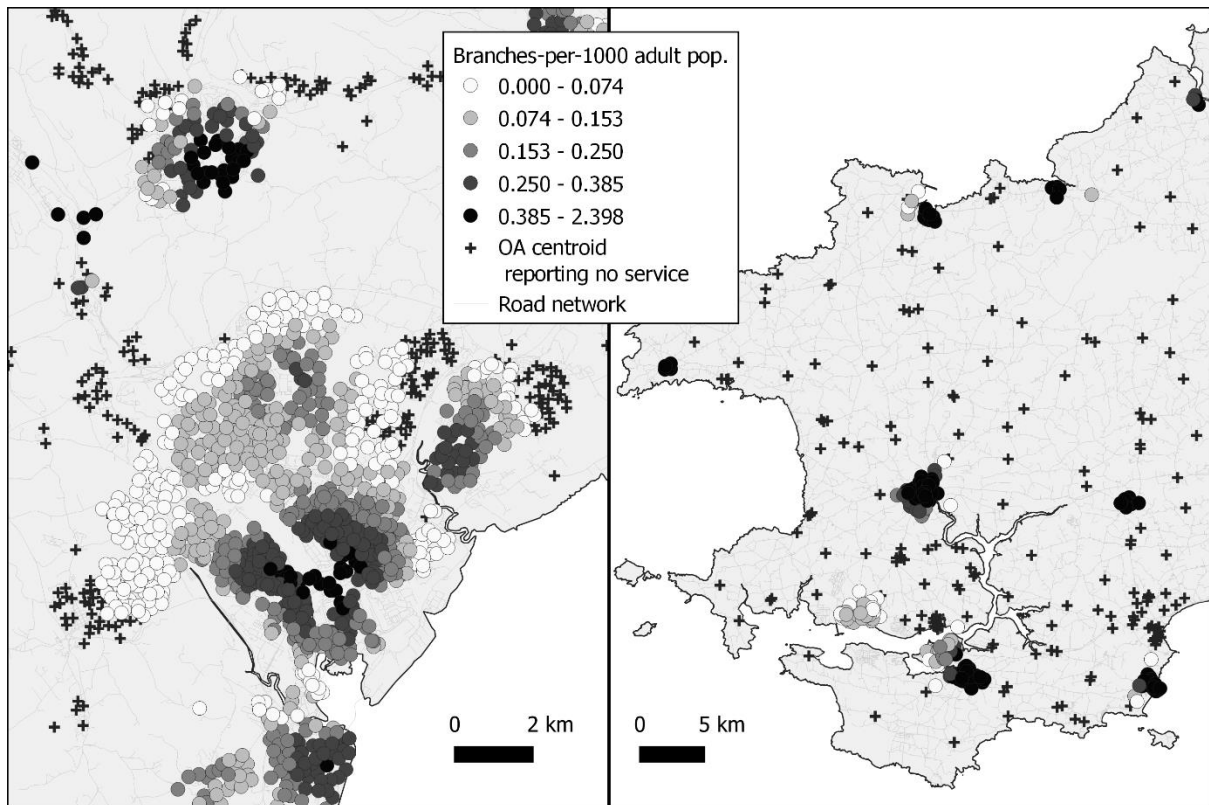 Branches-per-1000 adult pop.
0.000 - 0.074
0.074 - 0.153
0.153 - 0.250
0.250 - 0.385
0.385 - 2.398
OA centroid
reporting no service
Road network
0 2 km
0 5 km